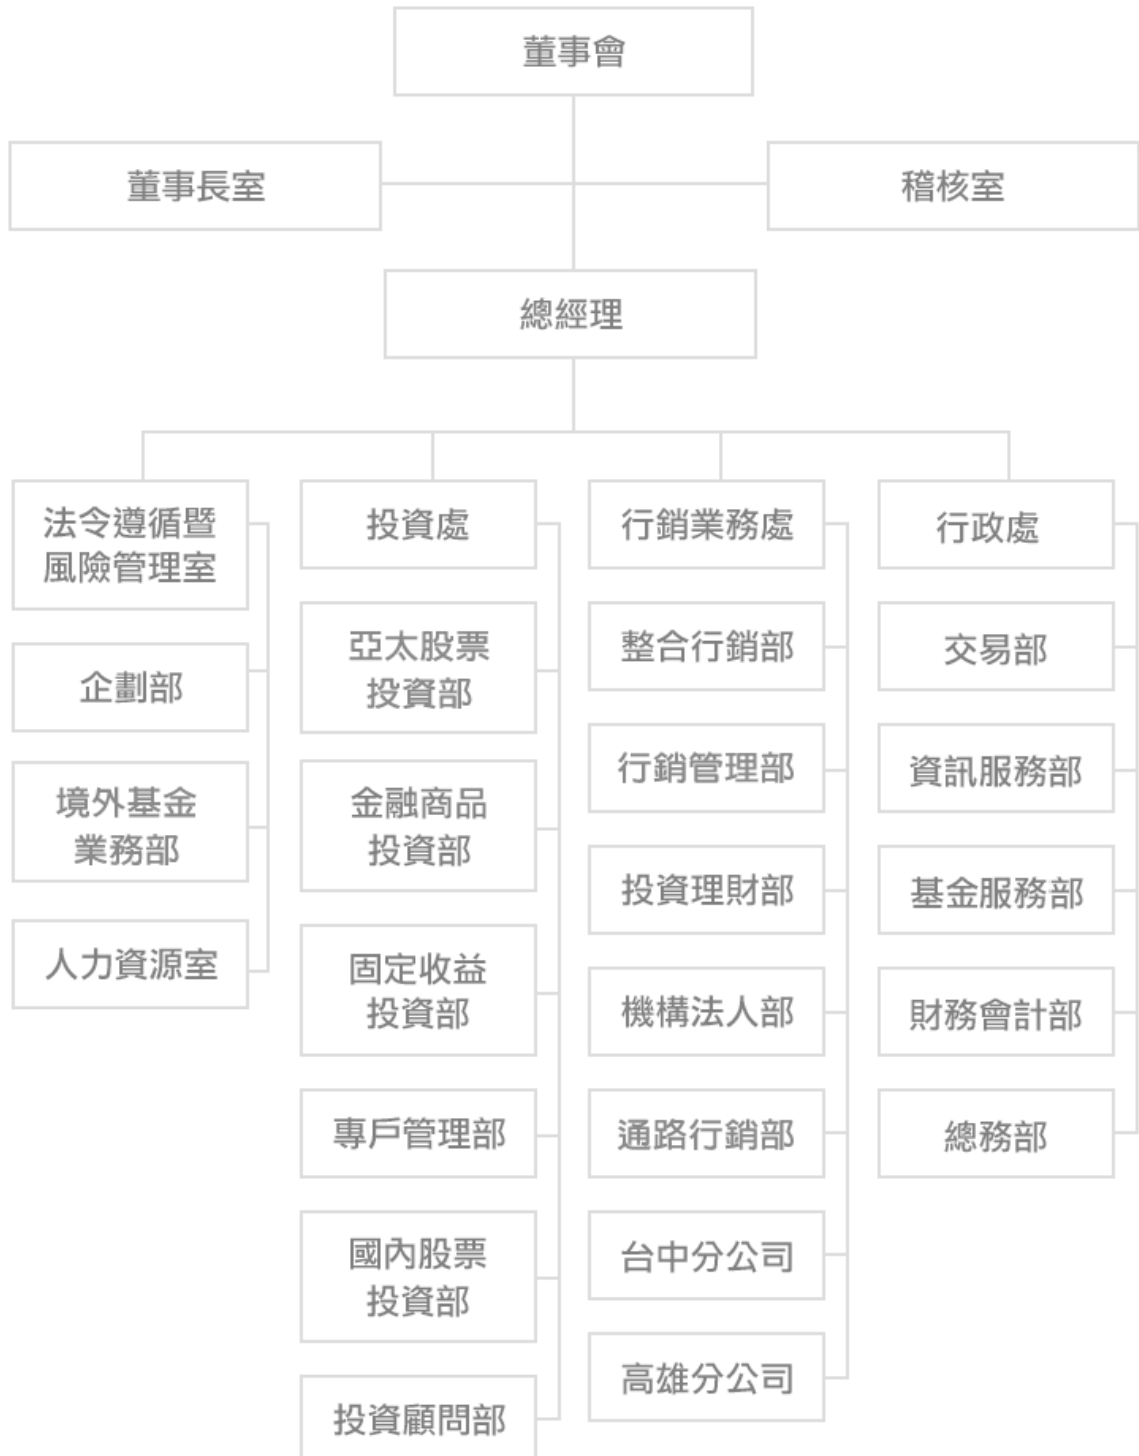 董事會
董事長室
稽核室
總經理
法令遵循暨
風險管理室
企劃部
境外基金
業務部
人力資源室
投資處
亞太股票
投資部
金融商品
投資部
固定收益
投資部
專戶管理部
國內股票
投資部
投資顧問部
行銷業務處
整合行銷部
行銷管理部
投資理財部
機構法人部
通路行銷部
台中分公司
高雄分公司
行政處
交易部
資訊服務部
基金服務部
財務會計部
總務部